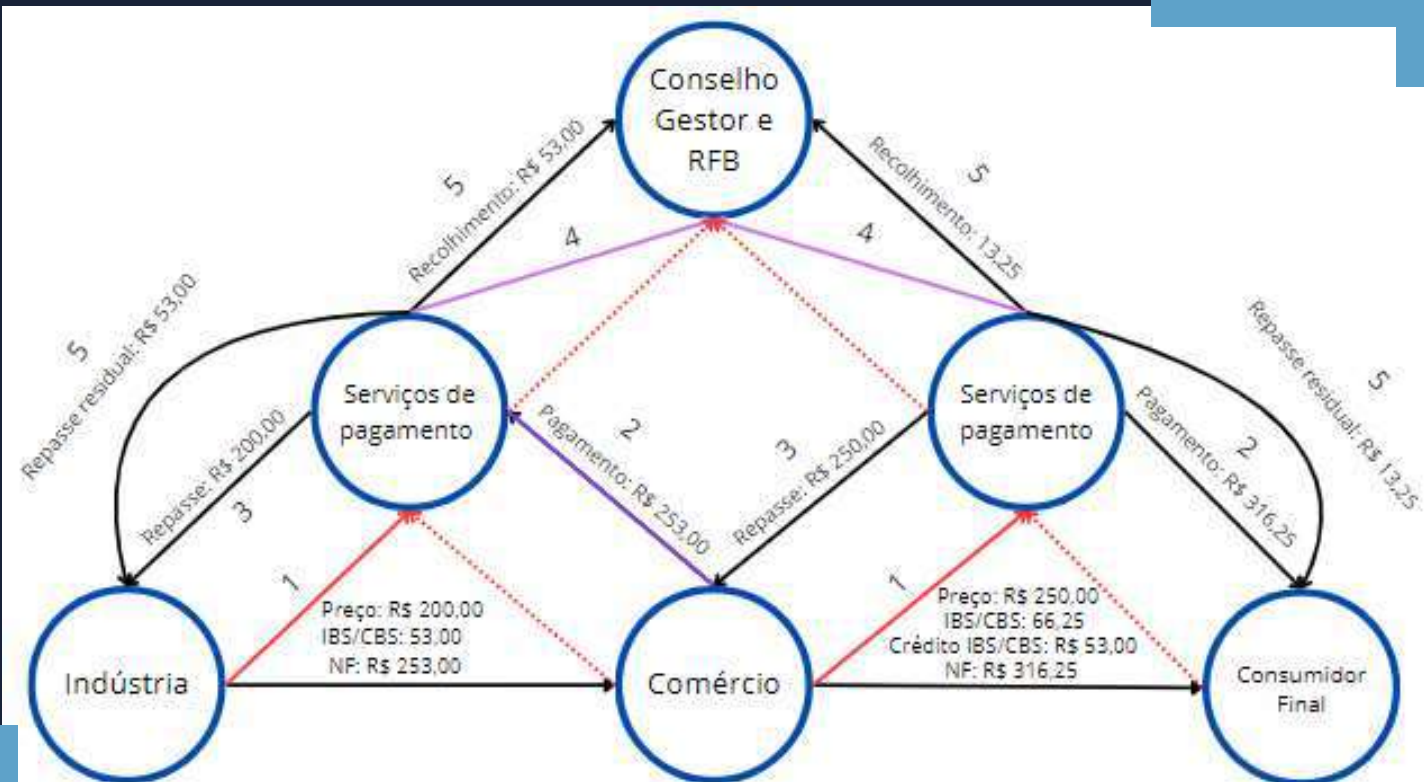 Conselho
Gestor e
RFB
5
Recolhimento: R$ 53,00
5
Recolhimento: 13,25
4
4
5
Repasse residual: R$ 53,00
5
Repasse residual: R$ 13,25
Serviços de
pagamento
Serviços de
pagamento
Repasse: R$ 200,00
3
2
Pagamento: R$ 253,00
3
Repasse: R$ 250,00
2
Pagamento: R$ 316,25
1
Preço: R$ 200,00
IBS/CBS: 53,00
NF: R$ 253,00
1
Preço: R$ 250,00
IBS/CBS: 66,25
Crédito IBS/CBS: R$ 53,00
NF: R$ 316,25
Indústria
Comércio
Consumidor
Final